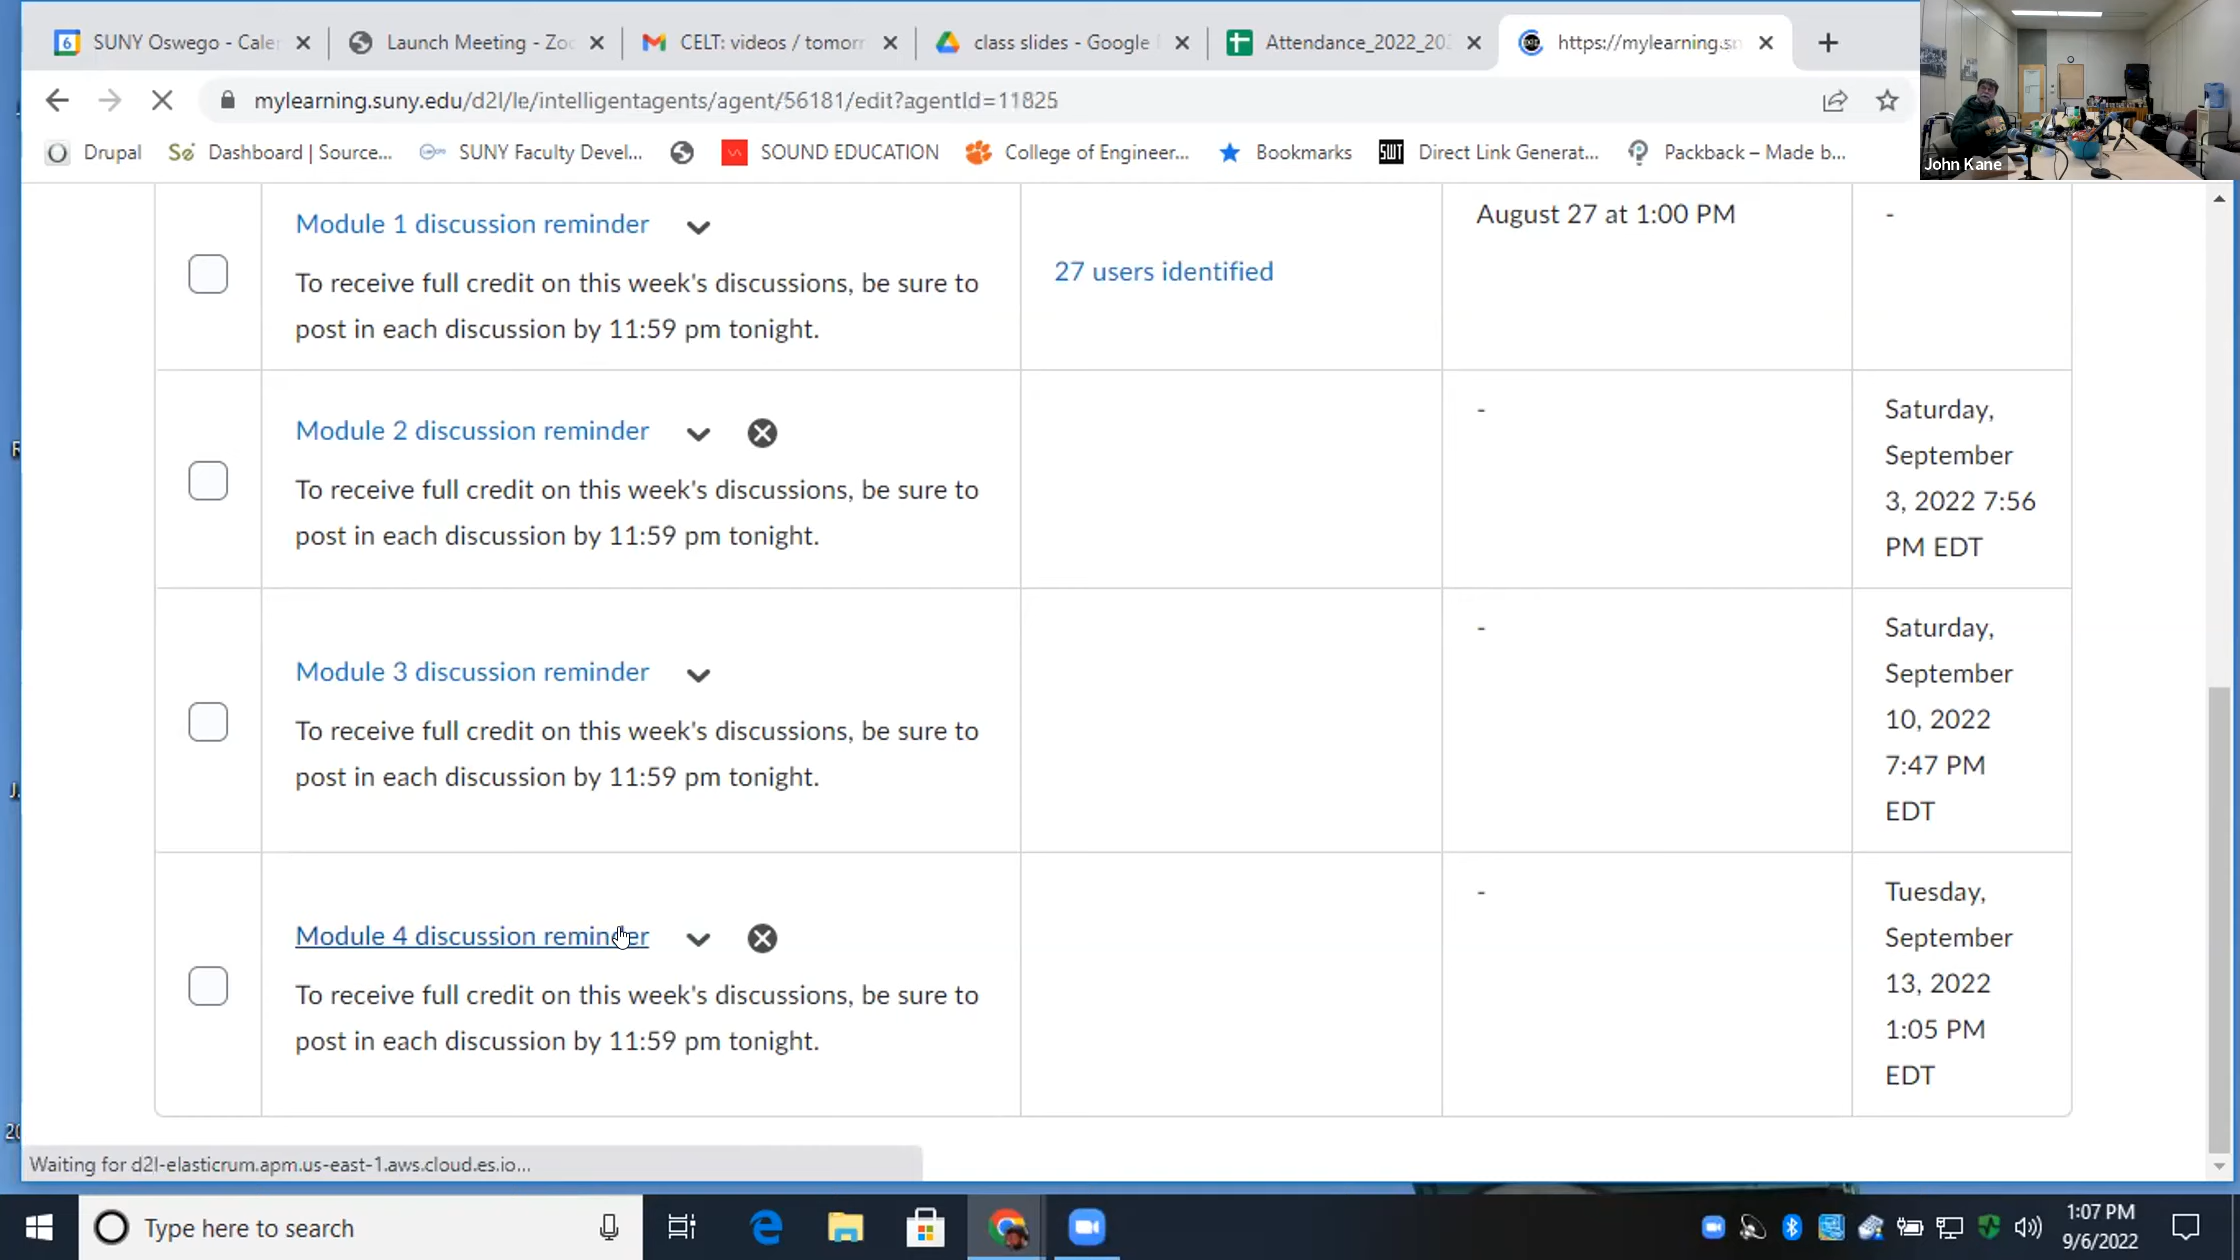 SUNY Oswego - Cale
Launch Meeting - Zoo
CELT: videos / tomorr
class slides - Google
Attendance_2022_20
https://mylearning.sn
mylearning.suny.edu/d2l/le/intelligentagents/agent/56181/edit?agentId=11825
Drupal
Dashboard | Source...
SUNY Faculty Devel...
SOUND EDUCATION
College of Engineer...
Bookmarks
SWT
Direct Link Generat...
Packback – Made b...
John Kane
Module 1 discussion reminder
To receive full credit on this week's discussions, be sure to
post in each discussion by 11:59 pm tonight.
27 users identified
August 27 at 1:00 PM
-
Module 2 discussion reminder
To receive full credit on this week's discussions, be sure to
post in each discussion by 11:59 pm tonight.
-
Saturday,
September
3, 2022 7:56
PM EDT
Module 3 discussion reminder
To receive full credit on this week's discussions, be sure to
post in each discussion by 11:59 pm tonight.
-
Saturday,
September
10, 2022
7:47 PM
EDT
Module 4 discussion reminder
To receive full credit on this week's discussions, be sure to
post in each discussion by 11:59 pm tonight.
-
Tuesday,
September
13, 2022
1:05 PM
EDT
Waiting for d2l-elasticrum.apm.us-east-1.aws.cloud.es.io...
Type here to search
1:07 PM
9/6/2022